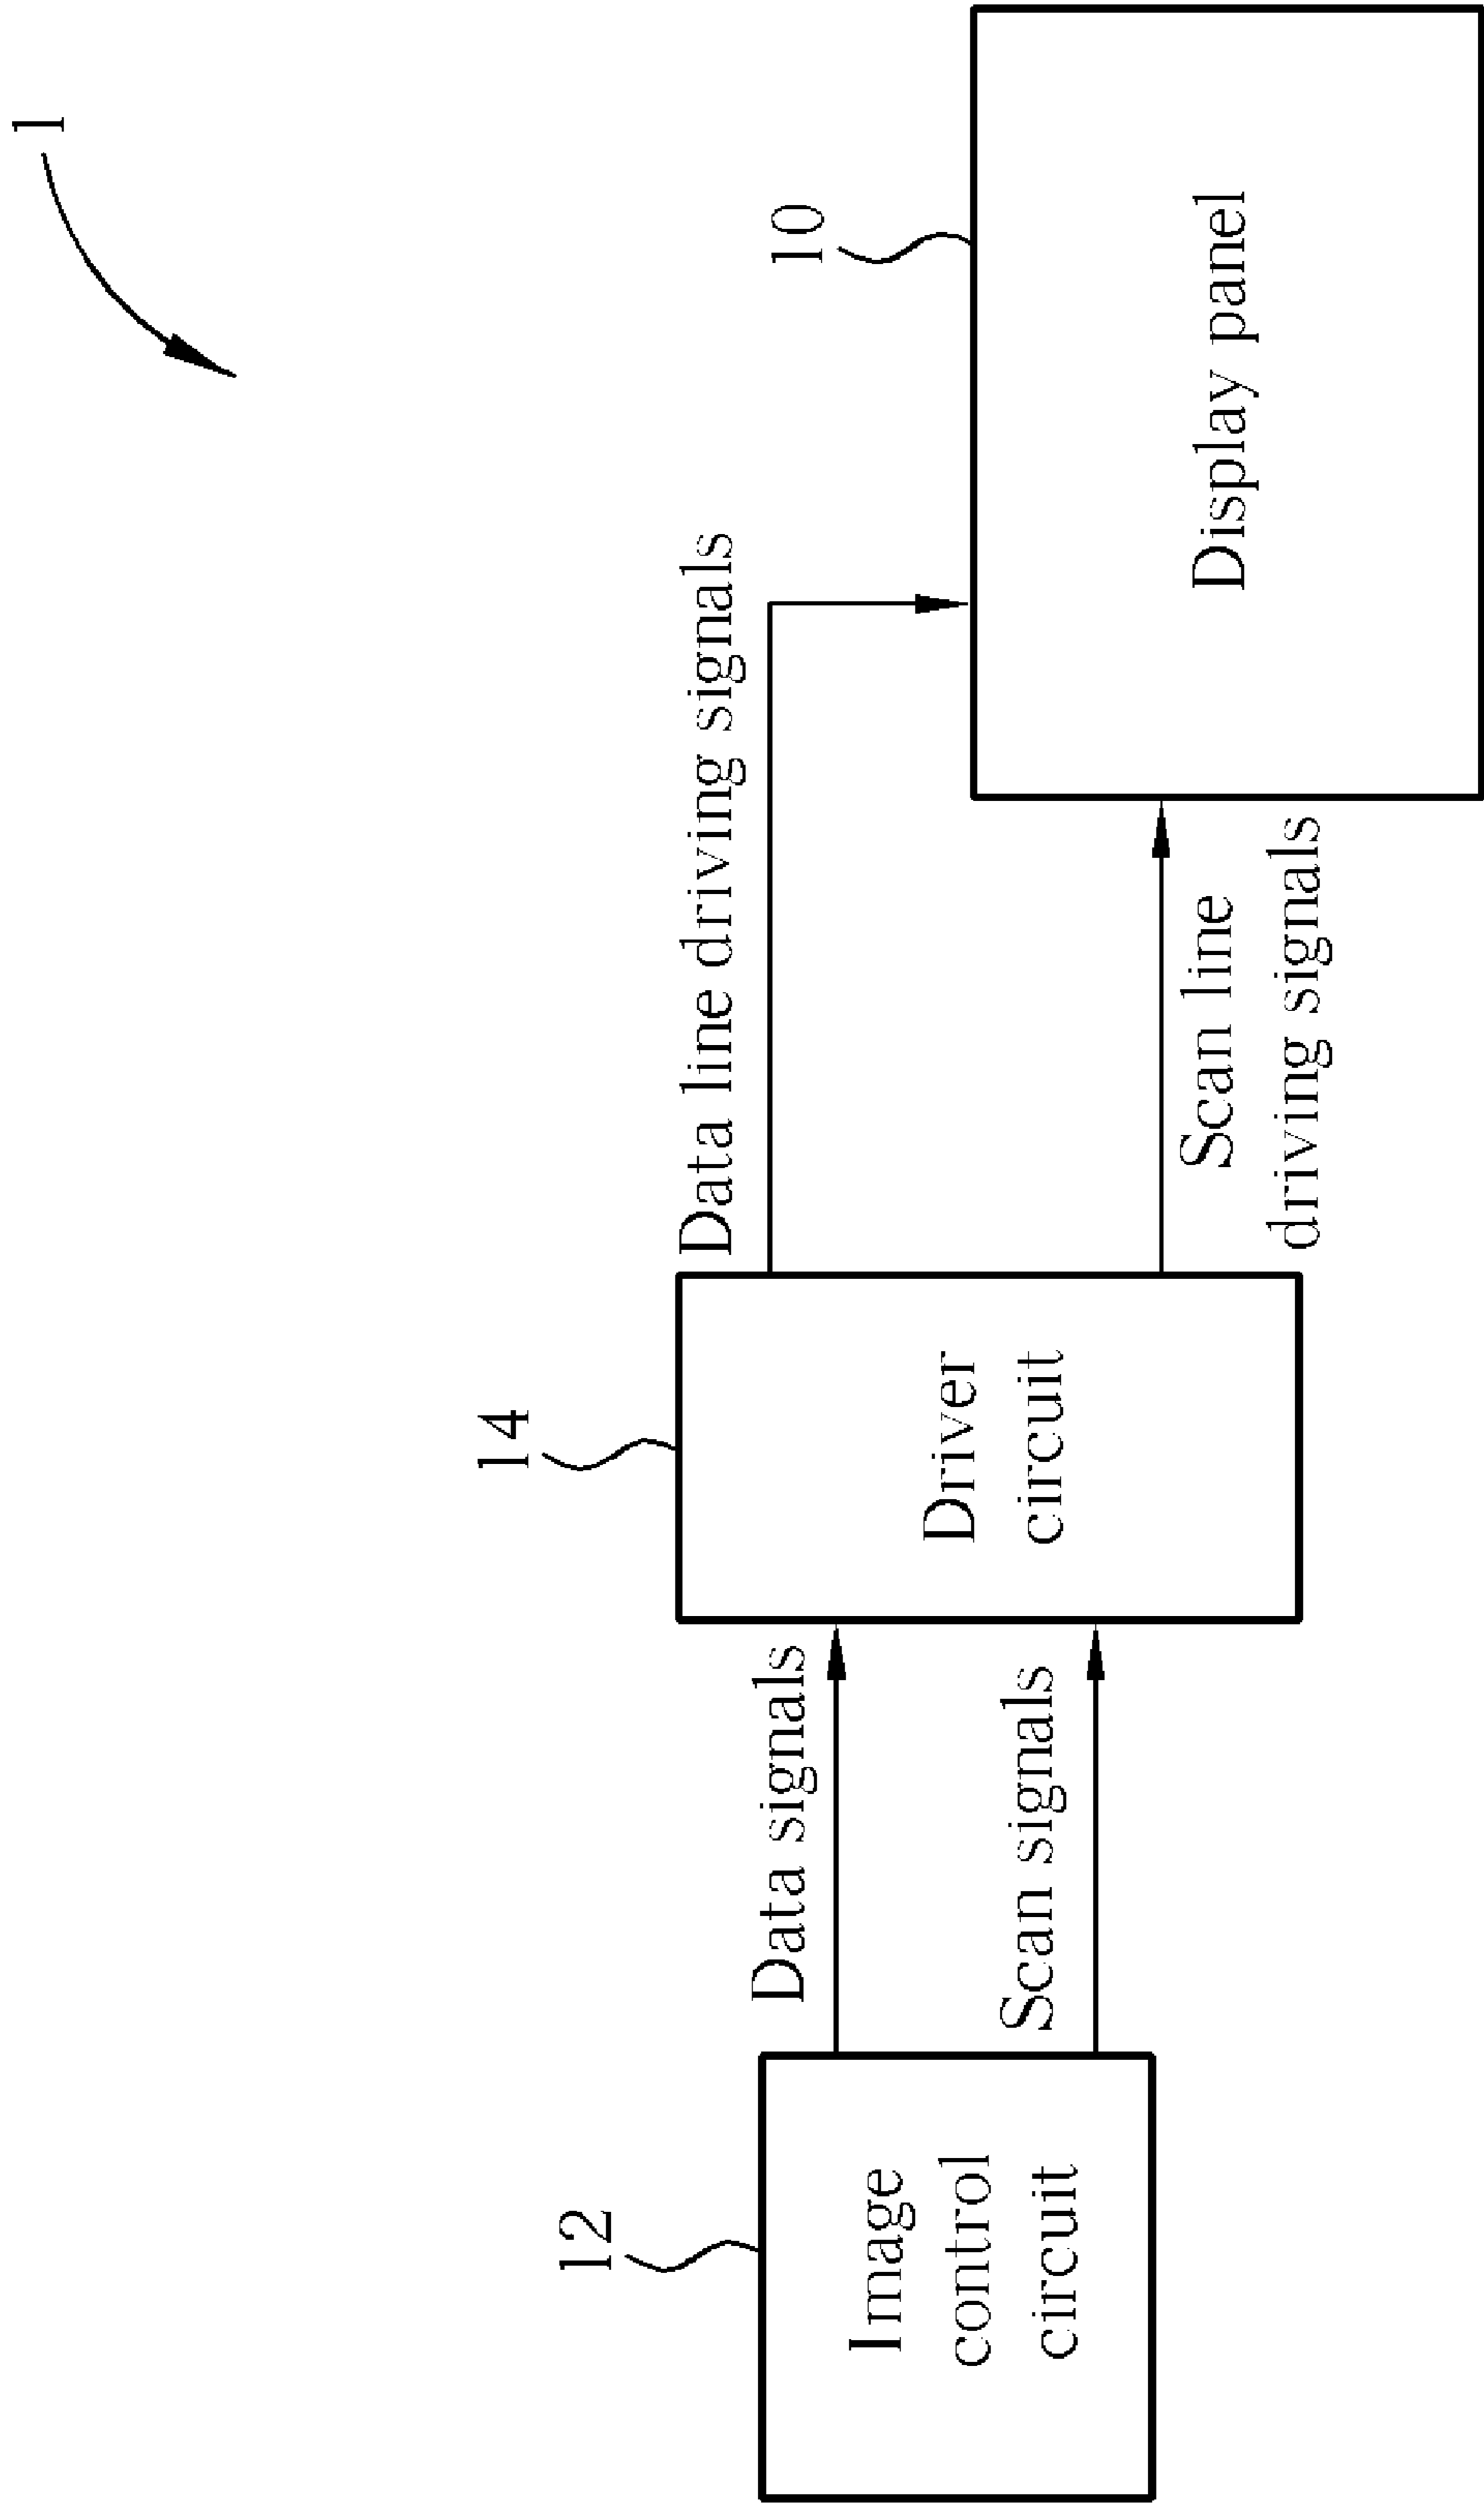 1
10
Display panel
Data line driving signals
Scan line
driving signals
14
Driver
circuit
Data signals
Scan signals
12
Image
control
circuit